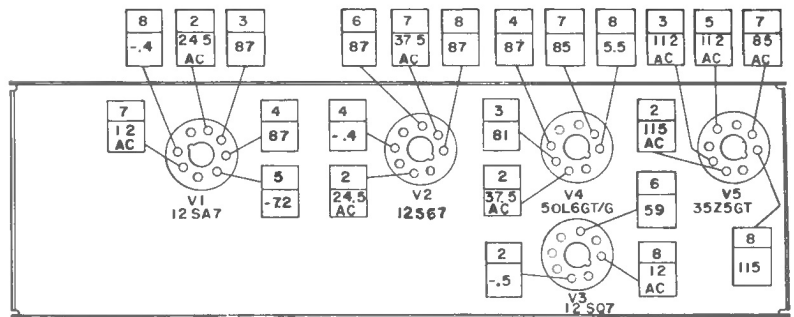 8 2 3 6 7 8 4 7 8 3 5 7
-.4 24.5 AC 87 87 37.5 AC 87 87 85 5.5 112 AC 112 AC 85 AC
7 4 4 3 2
12 AC 87 -.4 81 115 AC
5 2 2 6
-.72 24.5 AC 37.5 AC 59
V1 V2 V4 V5
12SA7 12S67 50L6GT/G 35Z5GT
2 8 8
-.5 12 AC 115
V3
12SQ7